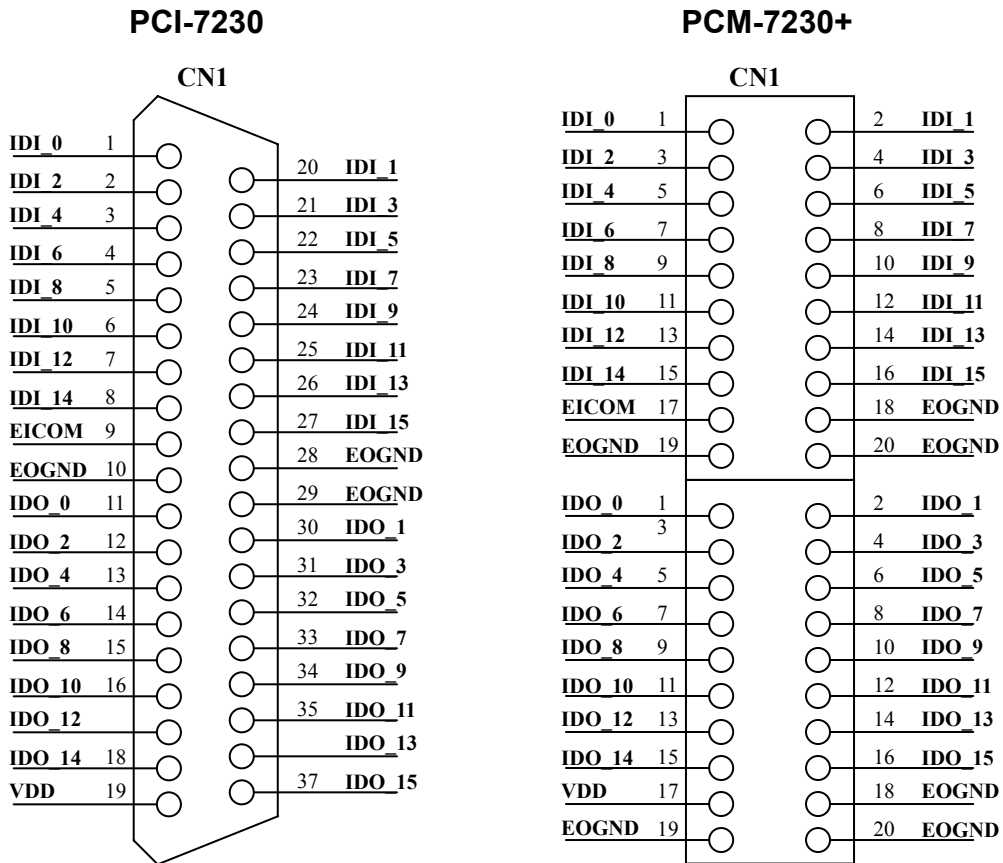 PCI-7230
PCM-7230+
CN1
IDI_0 1
20 IDI_1
IDI_2 2
21 IDI_3
IDI_4 3
22 IDI_5
IDI_6 4
23 IDI_7
IDI_8 5
24 IDI_9
IDI_10 6
25 IDI_11
IDI_12 7
26 IDI_13
IDI_14 8
27 IDI_15
EICOM 9
28 EOGND
EOGND 10
29 EOGND
IDO_0 11
30 IDO_1
IDO_2 12
31 IDO_3
IDO_4 13
32 IDO_5
IDO_6 14
33 IDO_7
IDO_8 15
34 IDO_9
IDO_10 16
35 IDO_11
IDO_12
IDO_13
IDO_14 18
37 IDO_15
VDD 19
CN1
IDI_0 1 2 IDI_1
IDI_2 3 4 IDI_3
IDI_4 5 6 IDI_5
IDI_6 7 8 IDI_7
IDI_8 9 10 IDI_9
IDI_10 11 12 IDI_11
IDI_12 13 14 IDI_13
IDI_14 15 16 IDI_15
EICOM 17 18 EOGND
EOGND 19 20 EOGND
IDO_0 1 2 IDO_1
IDO_2 3 4 IDO_3
IDO_4 5 6 IDO_5
IDO_6 7 8 IDO_7
IDO_8 9 10 IDO_9
IDO_10 11 12 IDO_11
IDO_12 13 14 IDO_13
IDO_14 15 16 IDO_15
VDD 17 18 EOGND
EOGND 19 20 EOGND